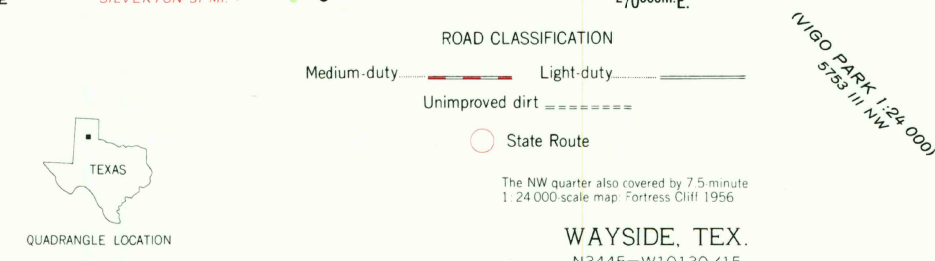 SILVERTON
000m.E.
ROAD CLASSIFICATION
Medium-duty Light-duty
Unimproved dirt
State Route
(VIGO PARK 1:24 000)
5753 III NW
TEXAS
QUADRANGLE LOCATION
The NW quarter also covered by 7.5-minute
1:24 000-scale map: Fortress Cliff 1956
WAYSIDE, TEX.